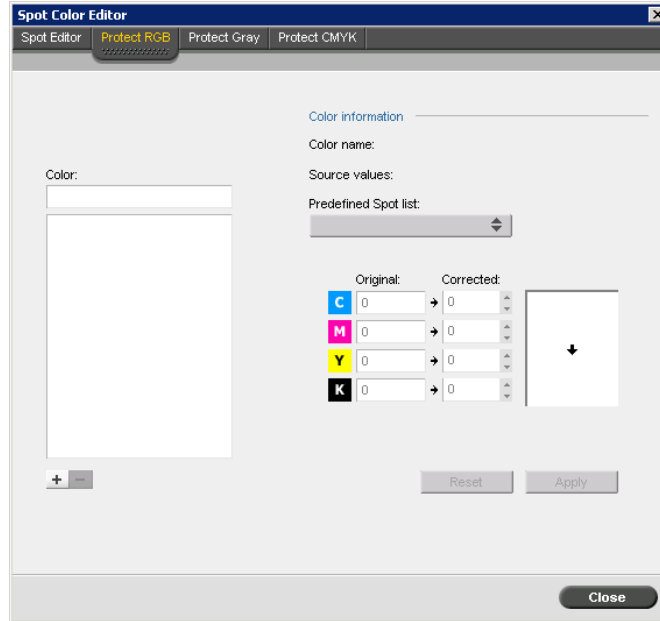 Spot Color Editor
Spot Editor Protect RGB Protect Gray Protect CMYK
Color information
Color name:
Color:
Source values:
Predefined Spot list:
Original: Corrected:
C 0 0
M 0 0
Y 0 0
K 0 0
+ −
Reset Apply
Close